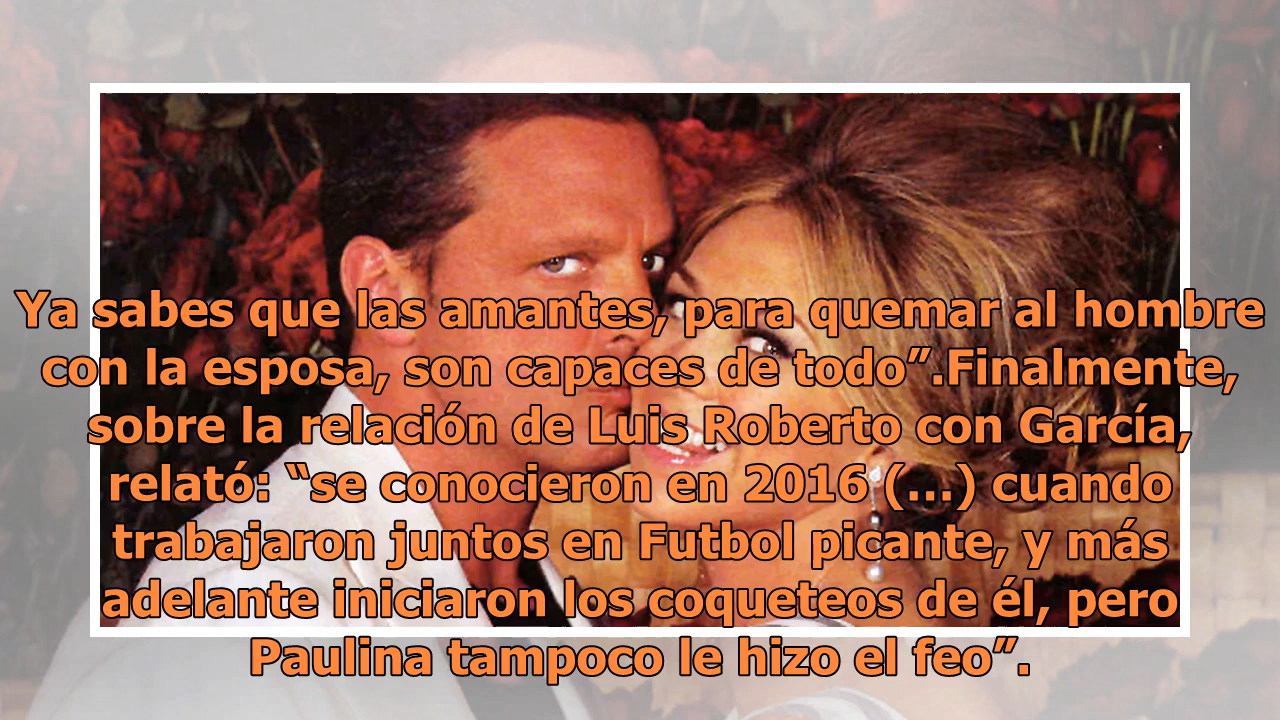 Ya sabes que las amantes, para quemar al hombre
con la esposa, son capaces de todo”.Finalmente,
sobre la relación de Luis Roberto con García,
relató: “se conocieron en 2016 (...) cuando
trabajaron juntos en Futbol picante, y más
adelante iniciaron los coqueteos de él, pero
Paulina tampoco le hizo el feo”.